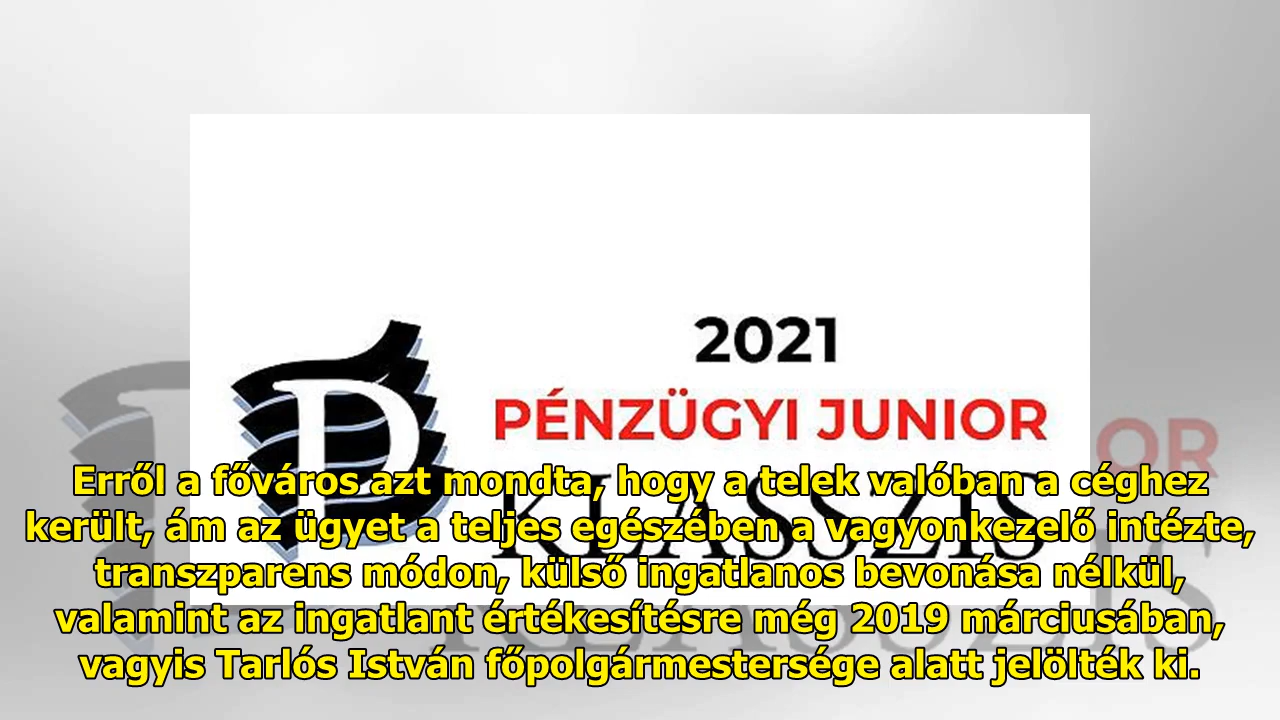 2021
PÉNZÜGYI JUNIOR
KLASSZIS
Erről a főváros azt mondta, hogy a telek valóban a céghez
került, ám az ügyet a teljes egészében a vagyonkezelő intézte,
transzparens módon, külső ingatlanos bevonása nélkül,
valamint az ingatlant értékesítésre még 2019 márciusában,
vagyis Tarlós István főpolgármestersége alatt jelölték ki.